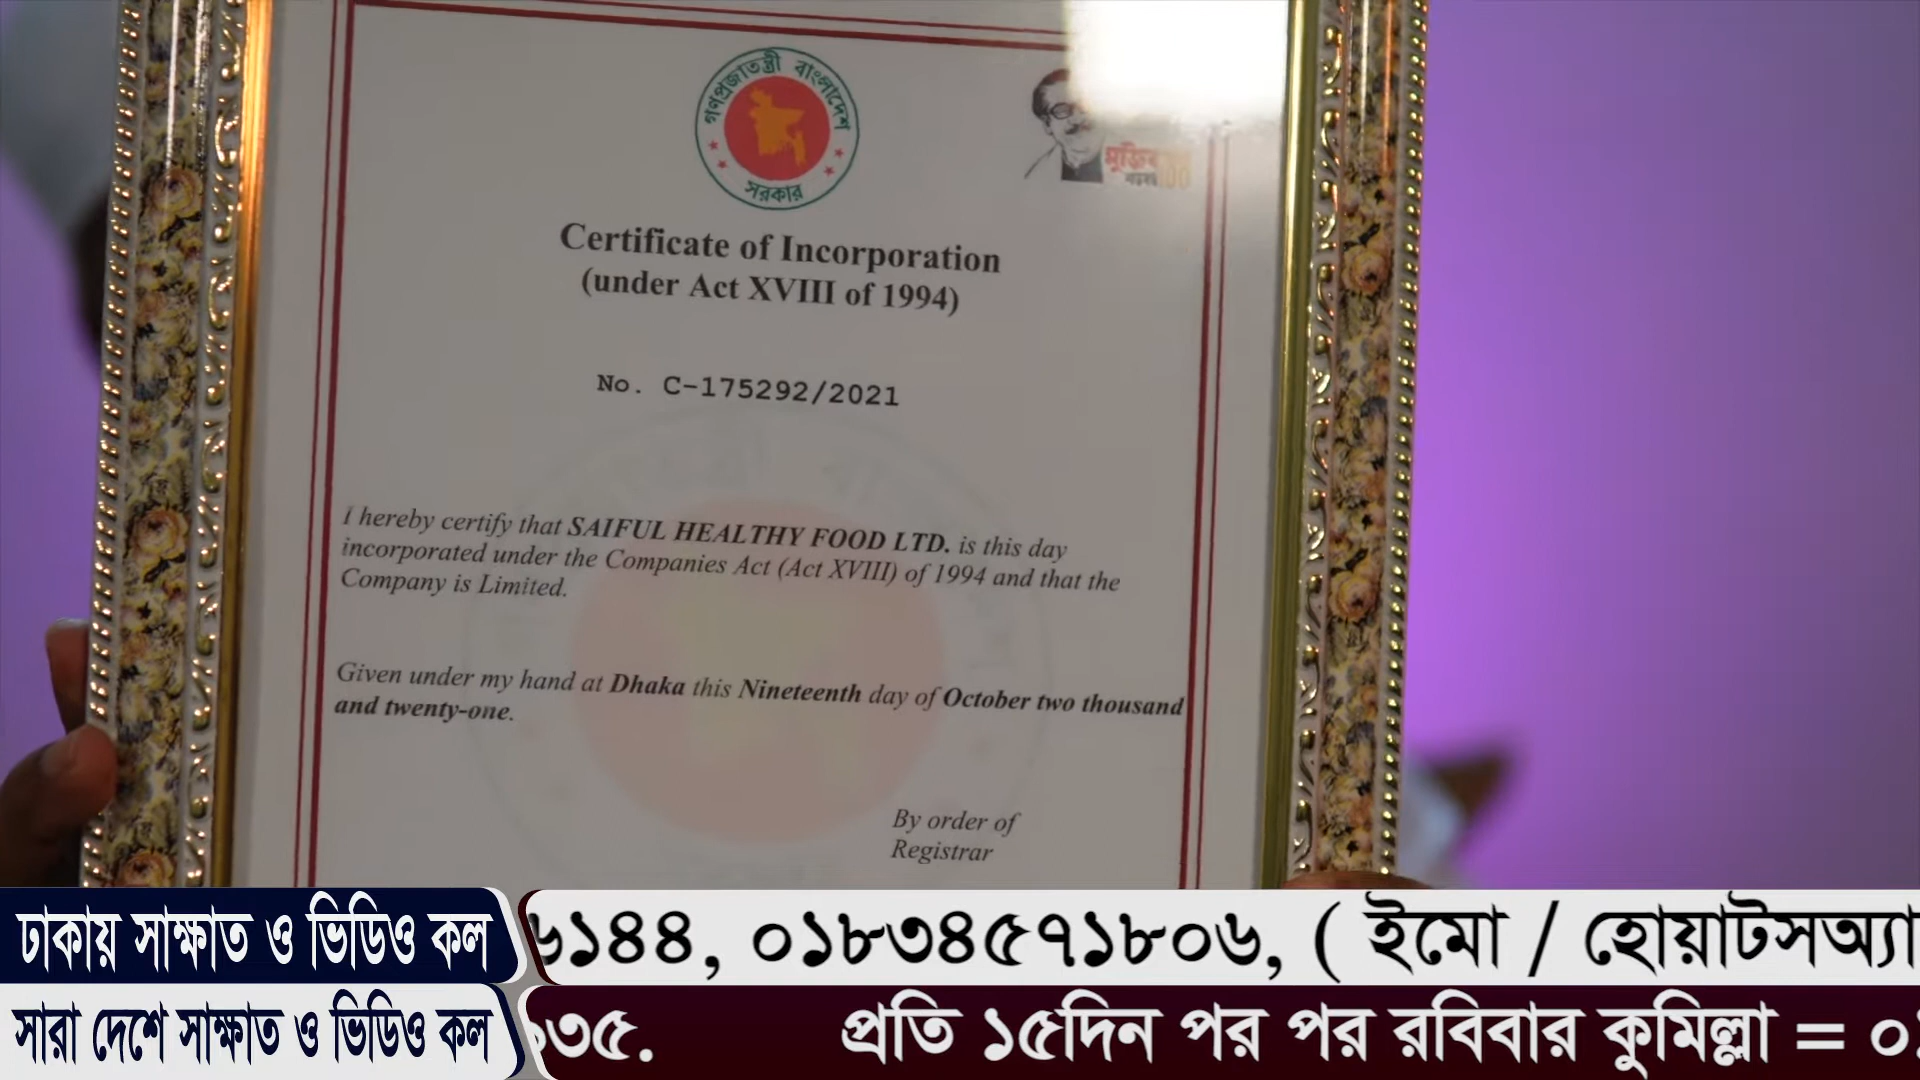 গণপ্রজাতন্ত্রী বাংলাদেশ
সরকার
মুজিব
100
Certificate of Incorporation
(under Act XVIII of 1994)
No. C-175292/2021
I hereby certify that SAIFUL HEALTHY FOOD LTD. is this day
incorporated under the Companies Act (Act XVIII) of 1994 and that the
Company is Limited.
Given under my hand at Dhaka this Nineteenth day of October two thousand
and twenty-one.
By order of
Registrar
ঢাকায় সাক্ষাত ও ভিডিও কল
৬১৪৪, ০১৮৩৪৫৭১৮০৬, ( ইমো / হোয়াটসঅ্যা
সারা দেশে সাক্ষাত ও ভিডিও কল
৩৫. প্রতি ১৫দিন পর পর রবিবার কুমিল্লা = ০